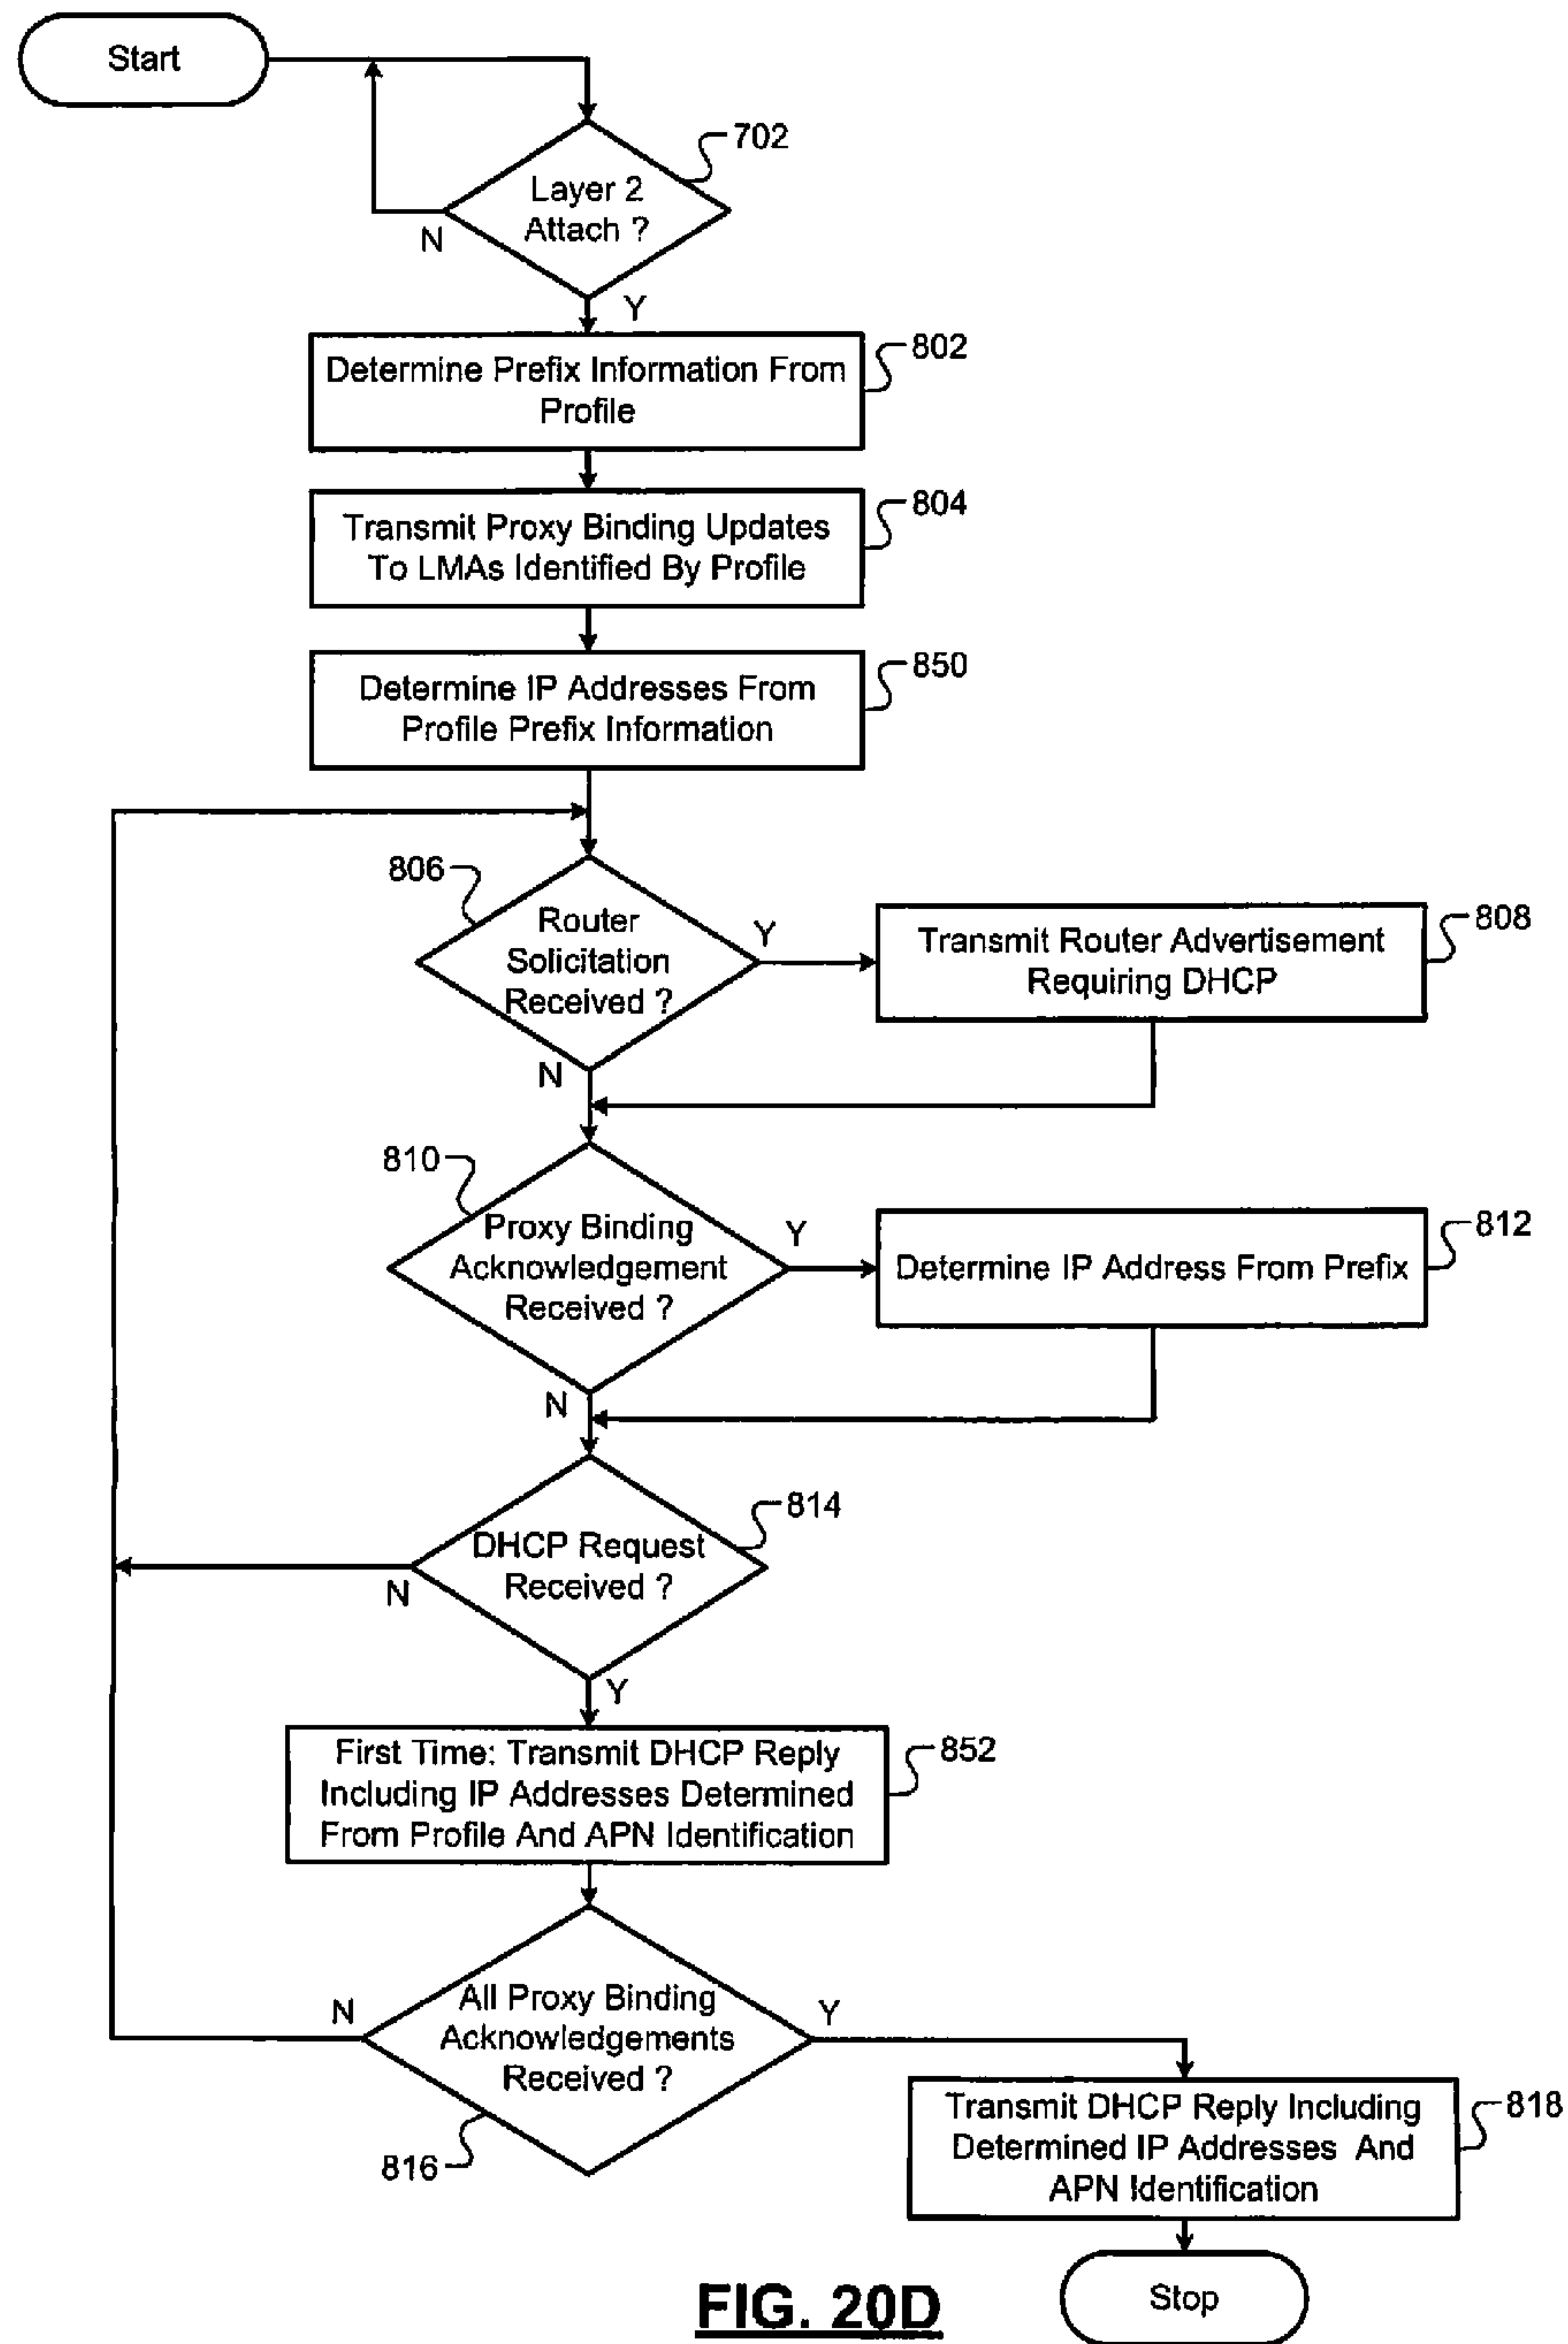 Start
702
Layer 2
Attach ?
N
Y
802
Determine Prefix Information From
Profile
804
Transmit Proxy Binding Updates
To LMAs Identified By Profile
850
Determine IP Addresses From
Profile Prefix Information
806
Router
Solicitation
Received ?
Y
N
808
Transmit Router Advertisement
Requiring DHCP
810
Proxy Binding
Acknowledgement
Received ?
Y
N
812
Determine IP Address From Prefix
814
DHCP Request
Received ?
N
Y
852
First Time: Transmit DHCP Reply
Including IP Addresses Determined
From Profile And APN Identification
N
All Proxy Binding
Acknowledgements
Received ?
Y
816
818
Transmit DHCP Reply Including
Determined IP Addresses And
APN Identification
Stop
FIG. 20D